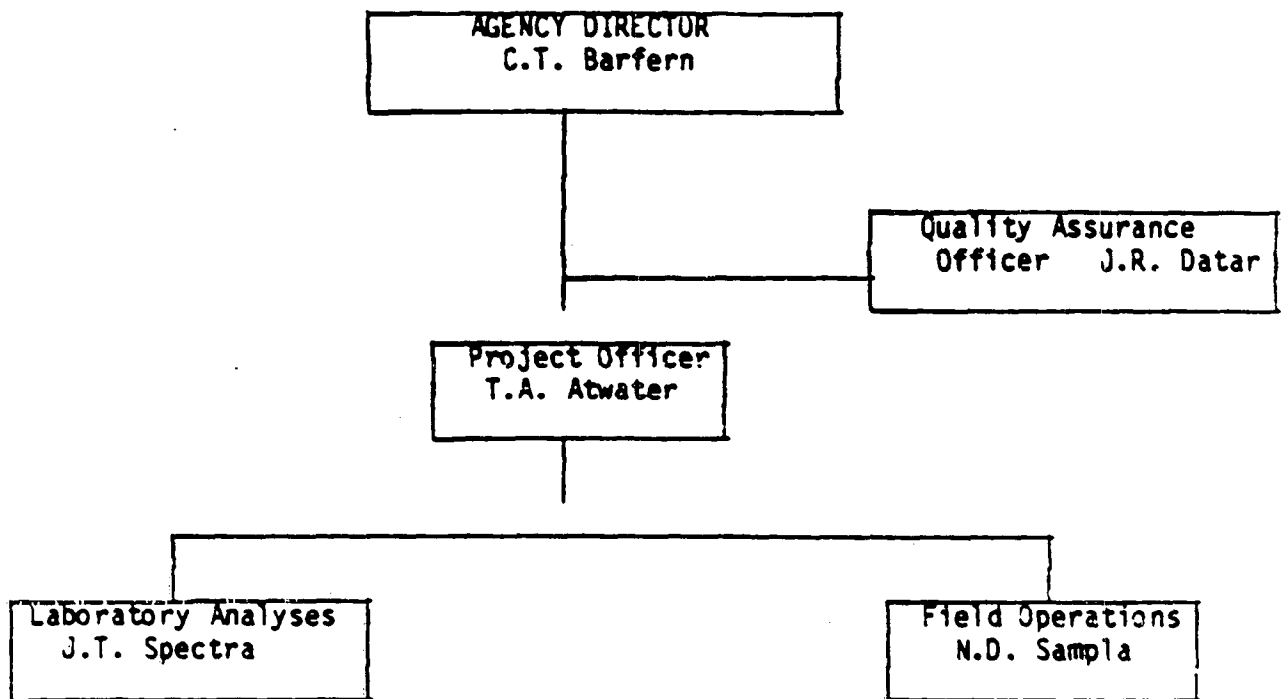 AGENCY DIRECTOR
C.T. Barfern
Quality Assurance
Officer J.R. Datar
Project Officer
T.A. Atwater
Laboratory Analyses
J.T. Spectra
Field Operations
N.D. Sampla